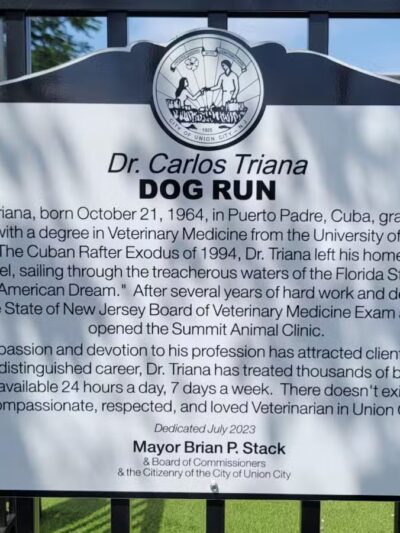 CITY OF UNION CITY
1925
Dr. Carlos Triana
DOG RUN
riana, born October 21, 1964, in Puerto Padre, Cuba, gra
with a degree in Veterinary Medicine from the University of
The Cuban Rafter Exodus of 1994, Dr. Triana left his home
el, sailing through the treacherous waters of the Florida St
American Dream." After several years of hard work and de
e State of New Jersey Board of Veterinary Medicine Exam a
opened the Summit Animal Clinic.
passion and devotion to his profession has attracted client
distinguished career, Dr. Triana has treated thousands of b
available 24 hours a day, 7 days a week. There doesn't exi
ompassionate, respected, and loved Veterinarian in Union C
Dedicated July 2023
Mayor Brian P. Stack
& Board of Commissioners
& the Citizenry of the City of Union City